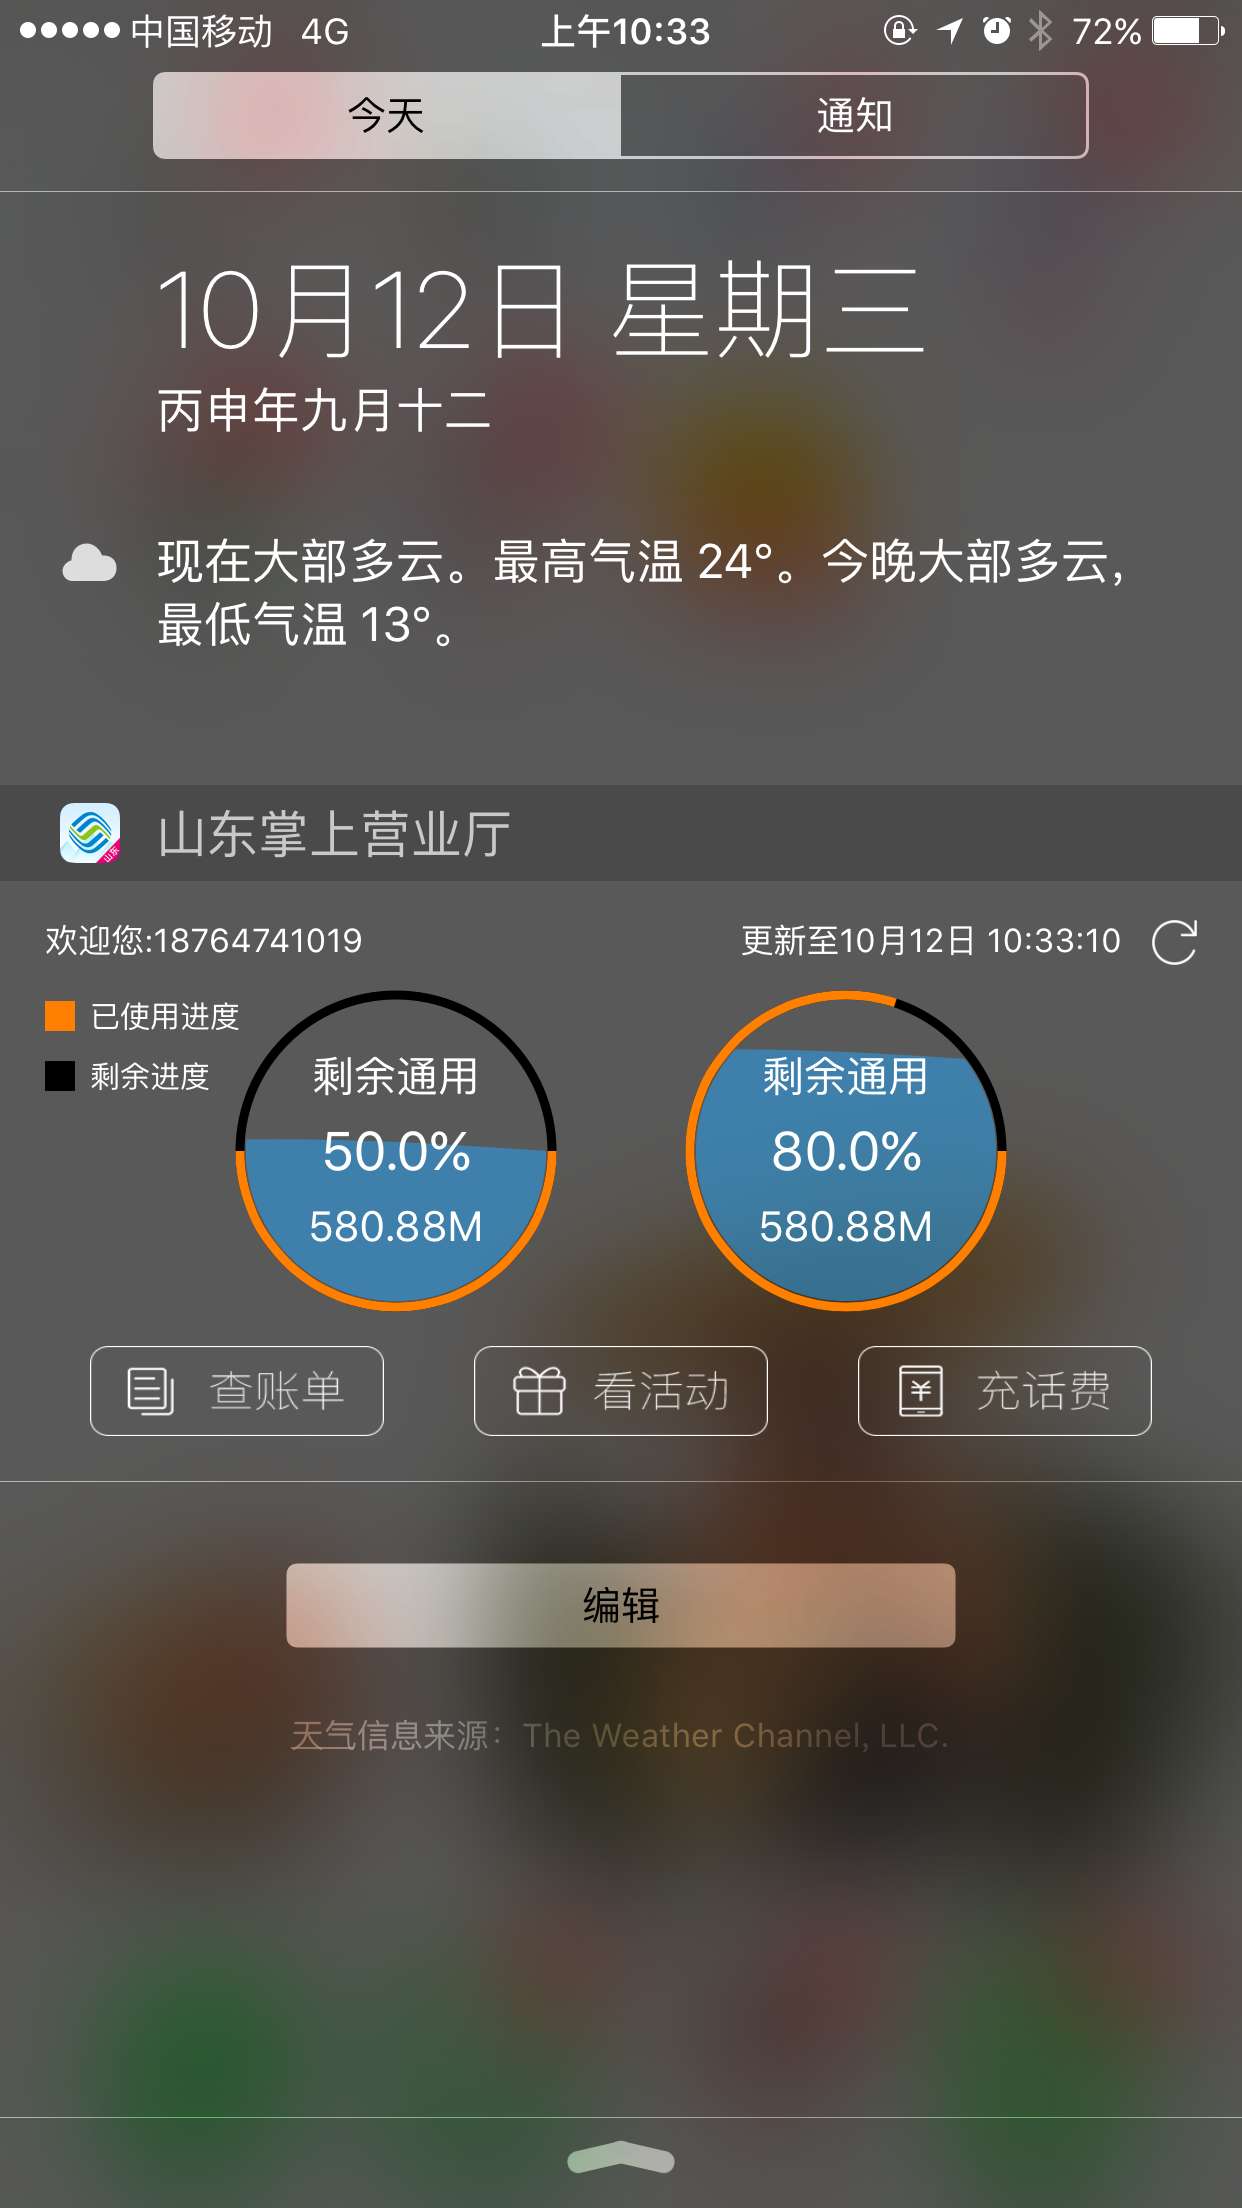 中国移动 4G 上午10:33 72%
今天 通知
10月12日 星期三
丙申年九月十二
现在大部多云。最高气温 24°。今晚大部多云,
最低气温 13°。
山东
山东掌上营业厅
欢迎您:18764741019 更新至10月12日 10:33:10
已使用进度
剩余进度
剩余通用
50.0%
580.88M
剩余通用
80.0%
580.88M
查账单 看活动 充话费
编辑
天气信息来源：The Weather Channel, LLC.